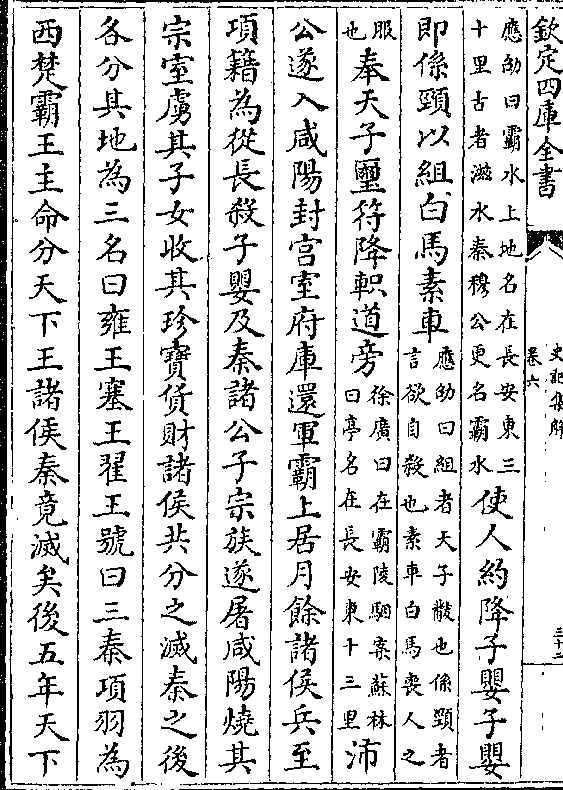 欽定四庫全書
史記集解
卷六
三十二
應劭曰霸水上地名在長安東三十里古者滋水秦穆公更名霸水使人約降子嬰子嬰
即係頸以組白馬素車應劭曰組者天子黻也係頸者言欲自殺也素車白馬喪人之
服也奉天子璽符降軹道旁徐廣曰在霸陵駰案蘇林曰亭名在長安東十三里沛
公遂入咸陽封宮室府庫還軍霸上居月餘諸侯兵至
項籍為從長殺子嬰及秦諸公子宗族遂屠咸陽燒其
宗室虜其子女收其珍寶貨財諸侯共分之滅秦之後
各分其地為三名曰雍王塞王翟王號曰三秦項羽為
西楚霸王主命分天下王諸侯秦竟滅矣後五年天下